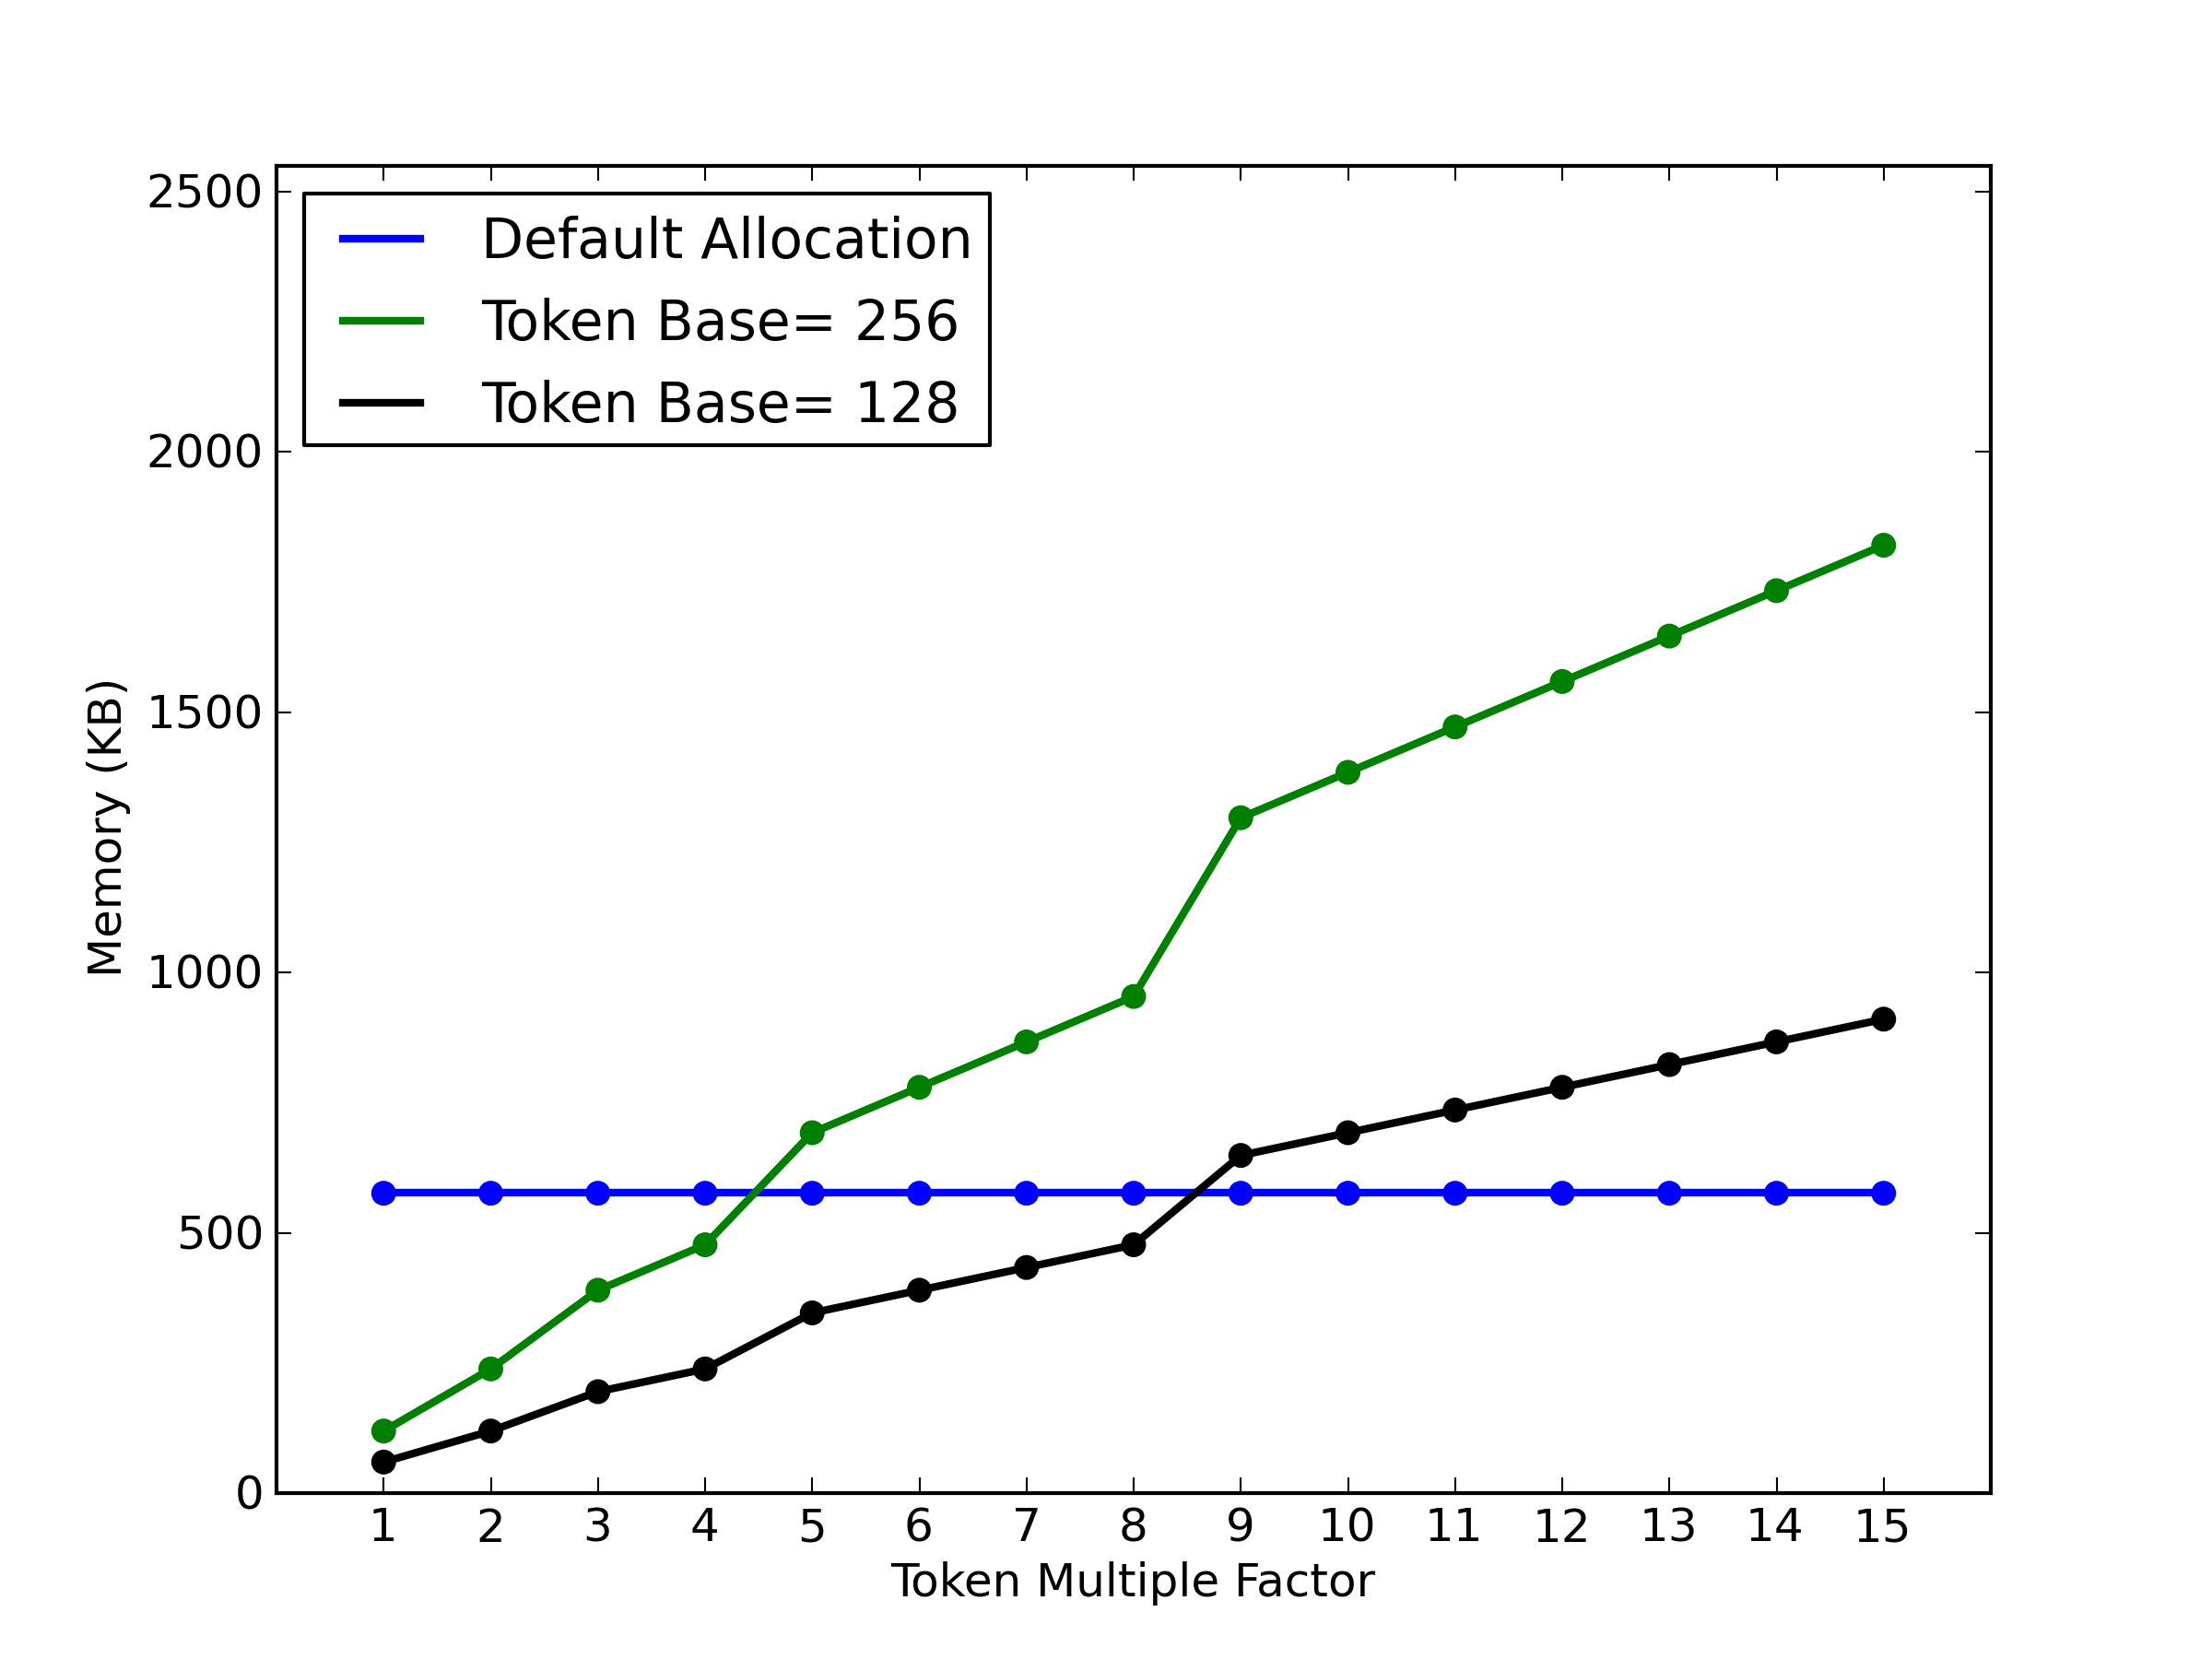 2500
2000
1500
1000
500
0
Memory (KB)
Default Allocation
Token Base= 256
Token Base= 128
1 2 3 4 5 6 7 8 9 10 11 12 13 14 15
Token Multiple Factor